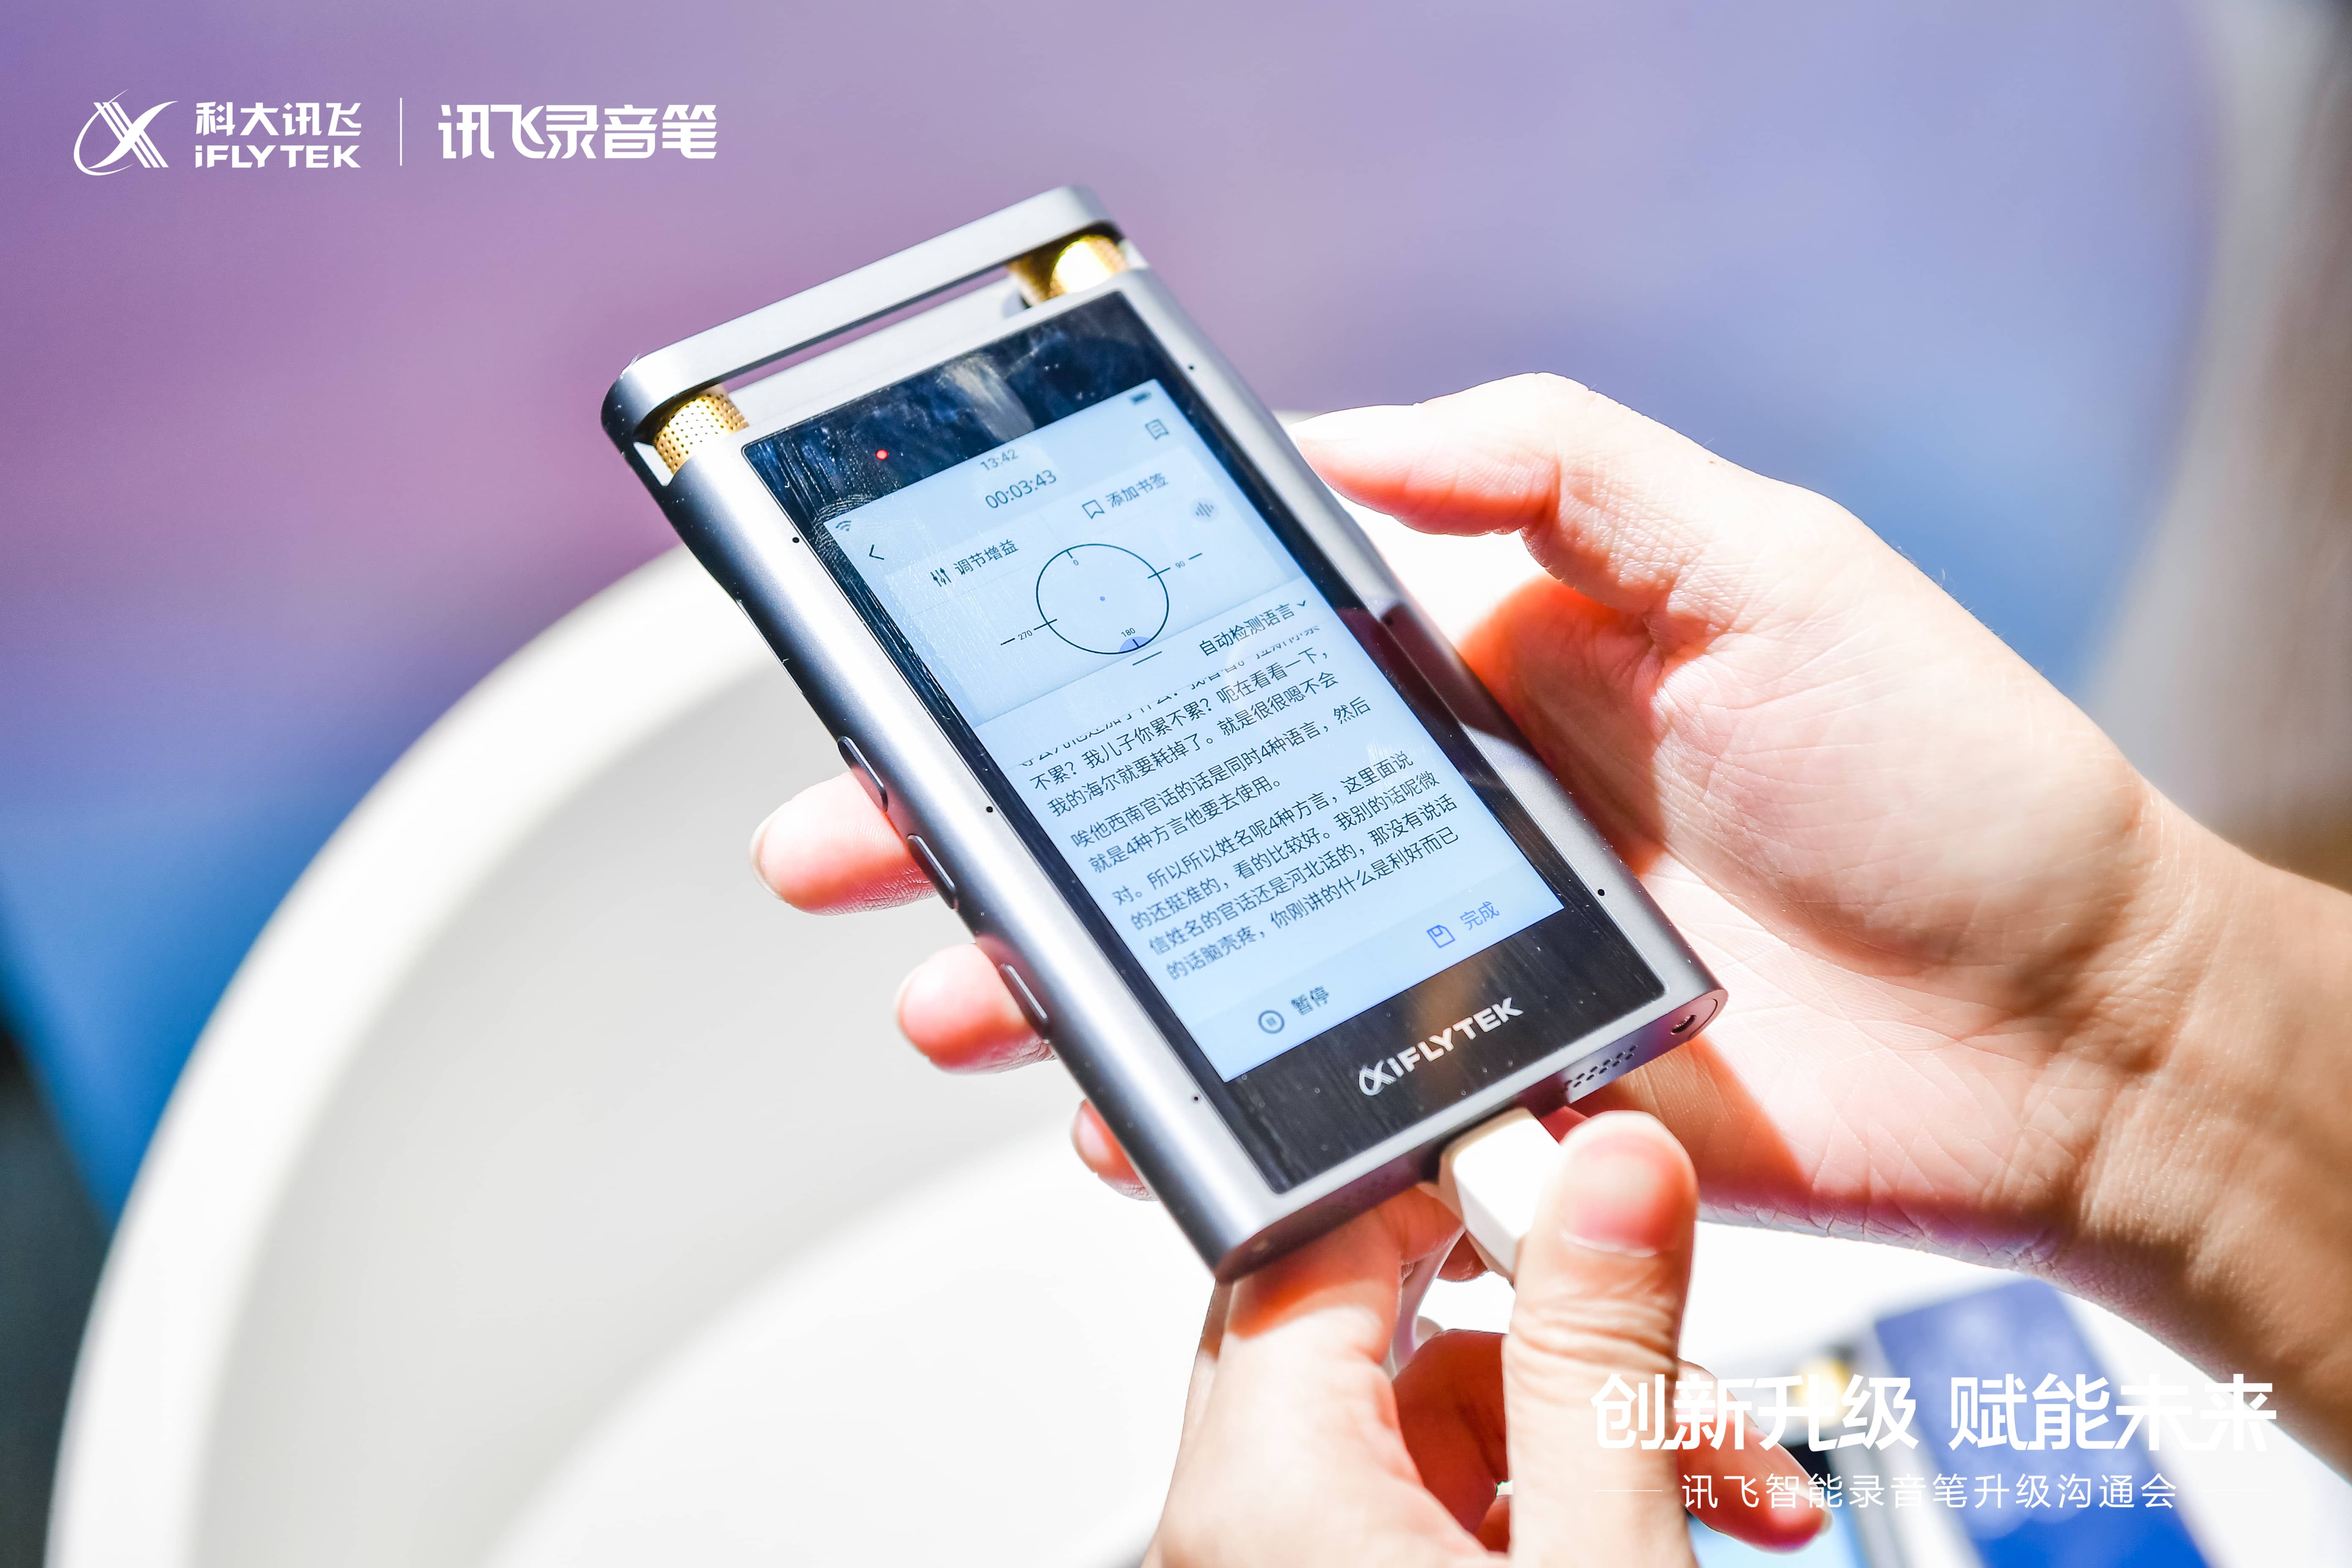 科大讯飞
iFLYTEK
讯飞录音笔
13:42
00:03:43
调节增益
添加书签
0
90
270
180
自动检测语言
不累？我儿子你累不累？呃在看看一下，
我的海尔就要耗掉了。就是很很嗯不会
唉他西南官话的话是同时4种语言，然后
就是4种方言他要去使用。
对。所以所以姓名呢4种方言，这里面说
的还挺准的，看的比较好。我别的话呢微
信姓名的官话还是河北话的，那没有说话
的话脑壳疼，你刚讲的什么是利好而已
暂停
完成
iFLYTEK
创新升级 赋能未来
讯飞智能录音笔升级沟通会